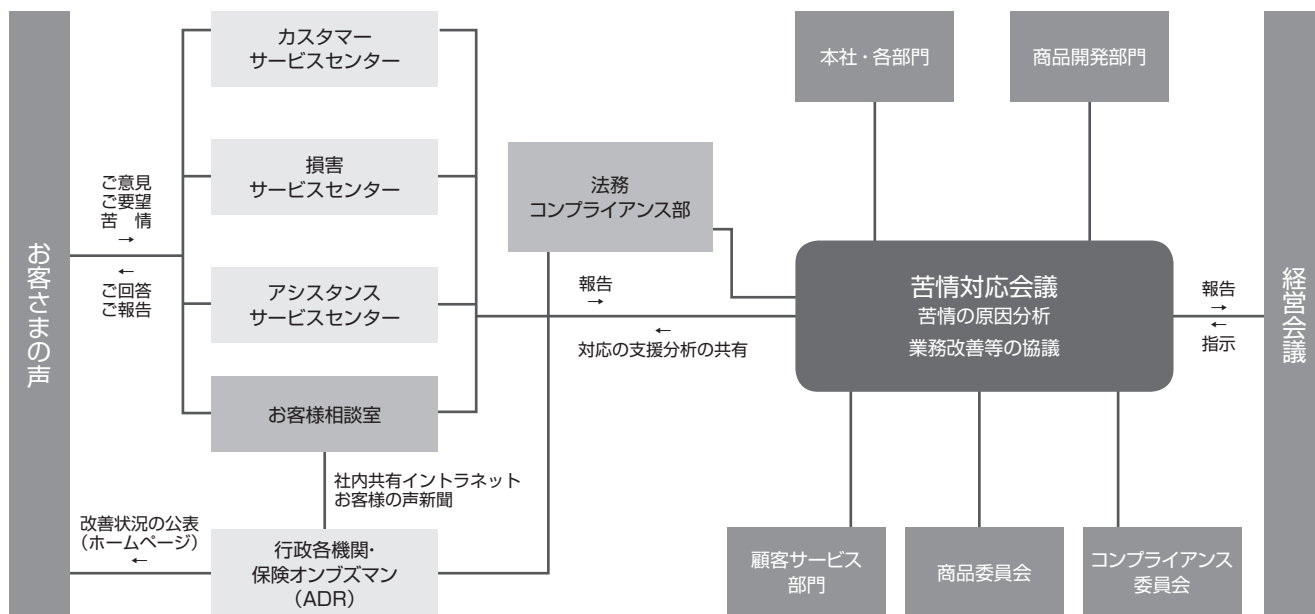 お客さまの声
ご意見
ご要望
苦　情
→
←
ご回答
ご報告
カスタマー
サービスセンター
損害
サービスセンター
アシスタンス
サービスセンター
お客様相談室
社内共有イントラネット
お客様の声新聞
改善状況の公表
（ホームページ）
←
行政各機関・
保険オンブズマン
（ADR）
法務
コンプライアンス部
報告
→
←
対応の支援分析の共有
本社・各部門
商品開発部門
苦情対応会議
苦情の原因分析
業務改善等の協議
顧客サービス
部門
商品委員会
コンプライアンス
委員会
報告
→
←
指示
経営会議